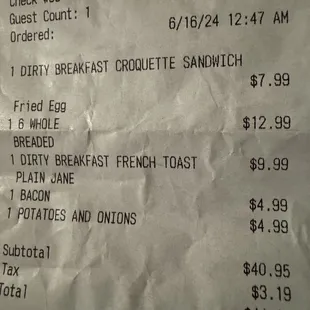 Guest Count: 1
6/16/24 12:47 AM
Ordered:
1 DIRTY BREAKFAST CROQUETTE SANDWICH
$7.99
Fried Egg
1 6 WHOLE $12.99
BREADED
1 DIRTY BREAKFAST FRENCH TOAST $9.99
PLAIN JANE
1 BACON $4.99
1 POTATOES AND ONIONS $4.99
Subtotal $40.95
Tax $3.19
Total